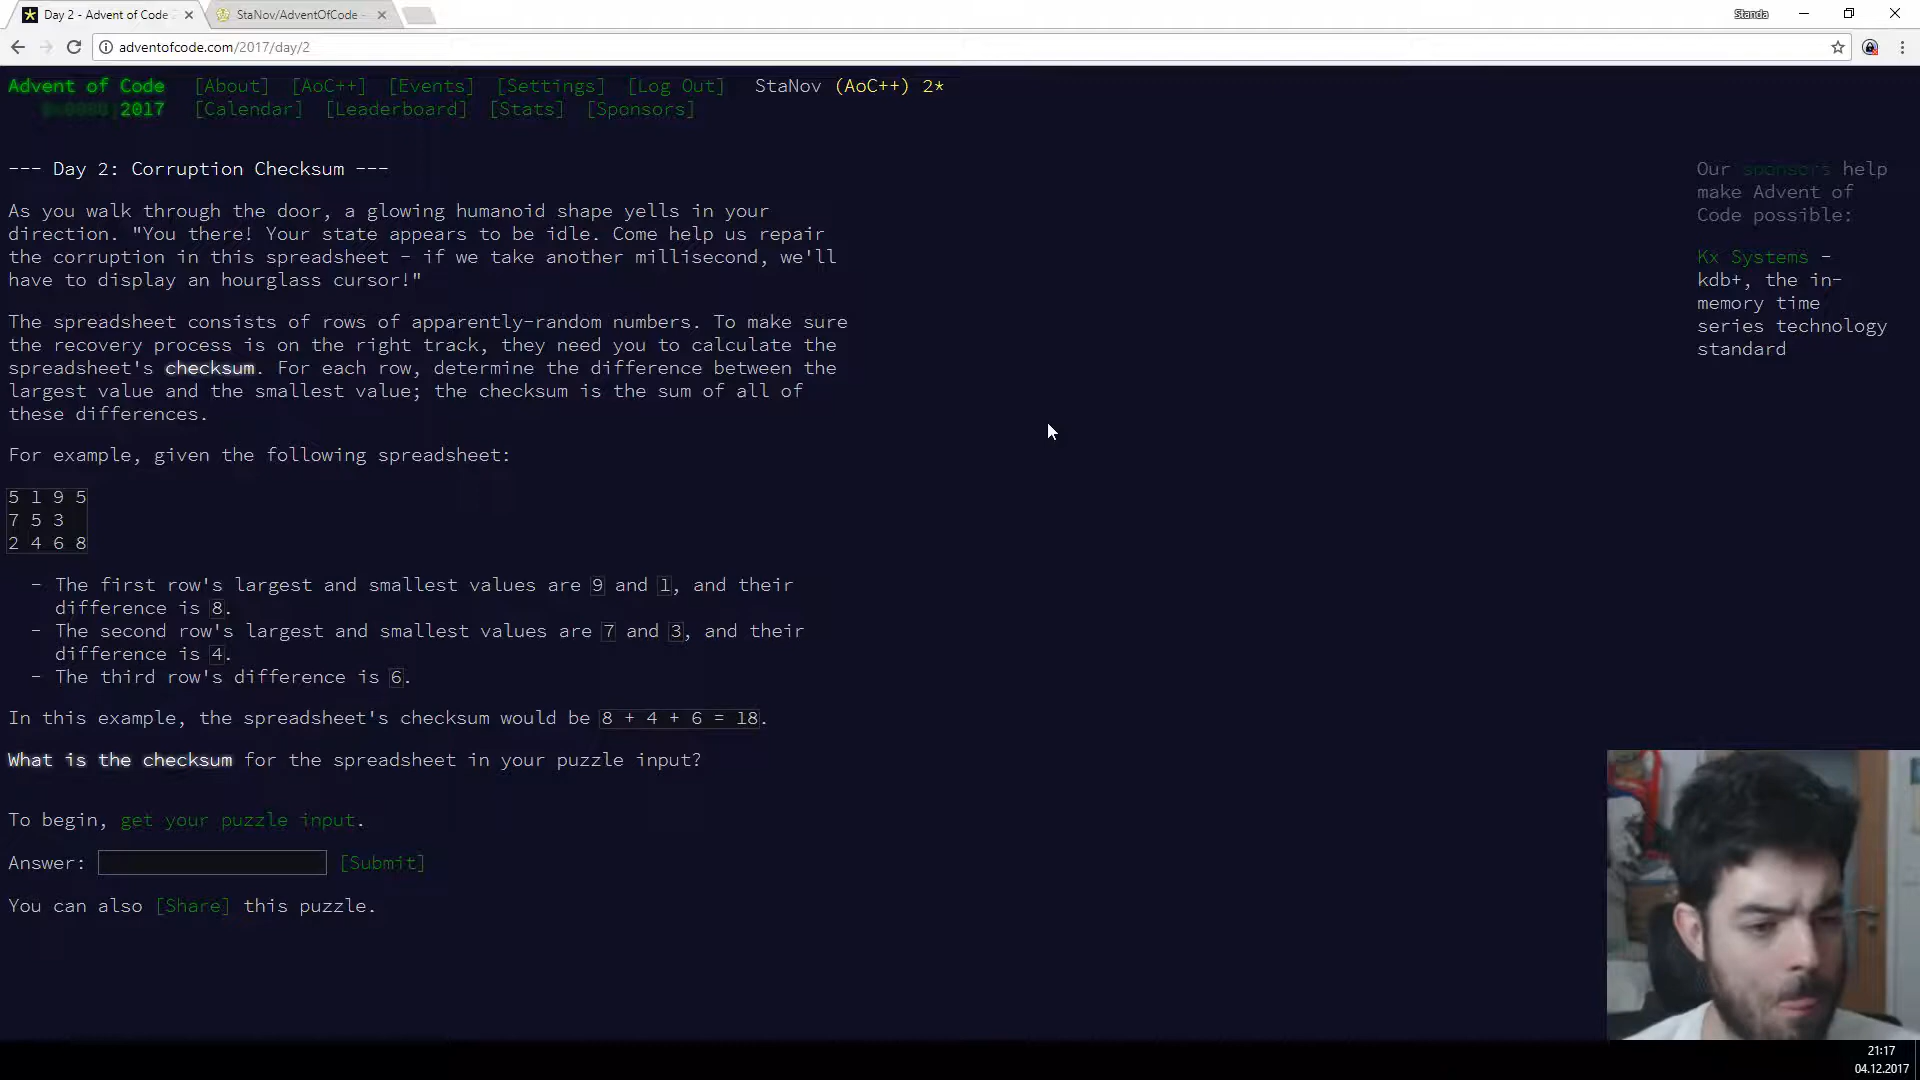 Day 2 - Advent of Code
StaNov/AdventOfCode -
Standa
adventofcode.com/2017/day/2
Advent of Code [About] [AoC++] [Events] [Settings] [Log Out] StaNov (AoC++) 2*
2017 [Calendar] [Leaderboard] [Stats] [Sponsors]
--- Day 2: Corruption Checksum ---
As you walk through the door, a glowing humanoid shape yells in your
direction. "You there! Your state appears to be idle. Come help us repair
the corruption in this spreadsheet - if we take another millisecond, we'll
have to display an hourglass cursor!"
The spreadsheet consists of rows of apparently-random numbers. To make sure
the recovery process is on the right track, they need you to calculate the
spreadsheet's checksum. For each row, determine the difference between the
largest value and the smallest value; the checksum is the sum of all of
these differences.
For example, given the following spreadsheet:
5 1 9 5
7 5 3
2 4 6 8
- The first row's largest and smallest values are 9 and 1, and their
difference is 8.
- The second row's largest and smallest values are 7 and 3, and their
difference is 4.
- The third row's difference is 6.
In this example, the spreadsheet's checksum would be 8 + 4 + 6 = 18.
What is the checksum for the spreadsheet in your puzzle input?
To begin, get your puzzle input.
Answer: [Submit]
You can also [Share] this puzzle.
Our sponsors help
make Advent of
Code possible:
Kx Systems -
kdb+, the in-
memory time
series technology
standard
21:17
04.12.2017